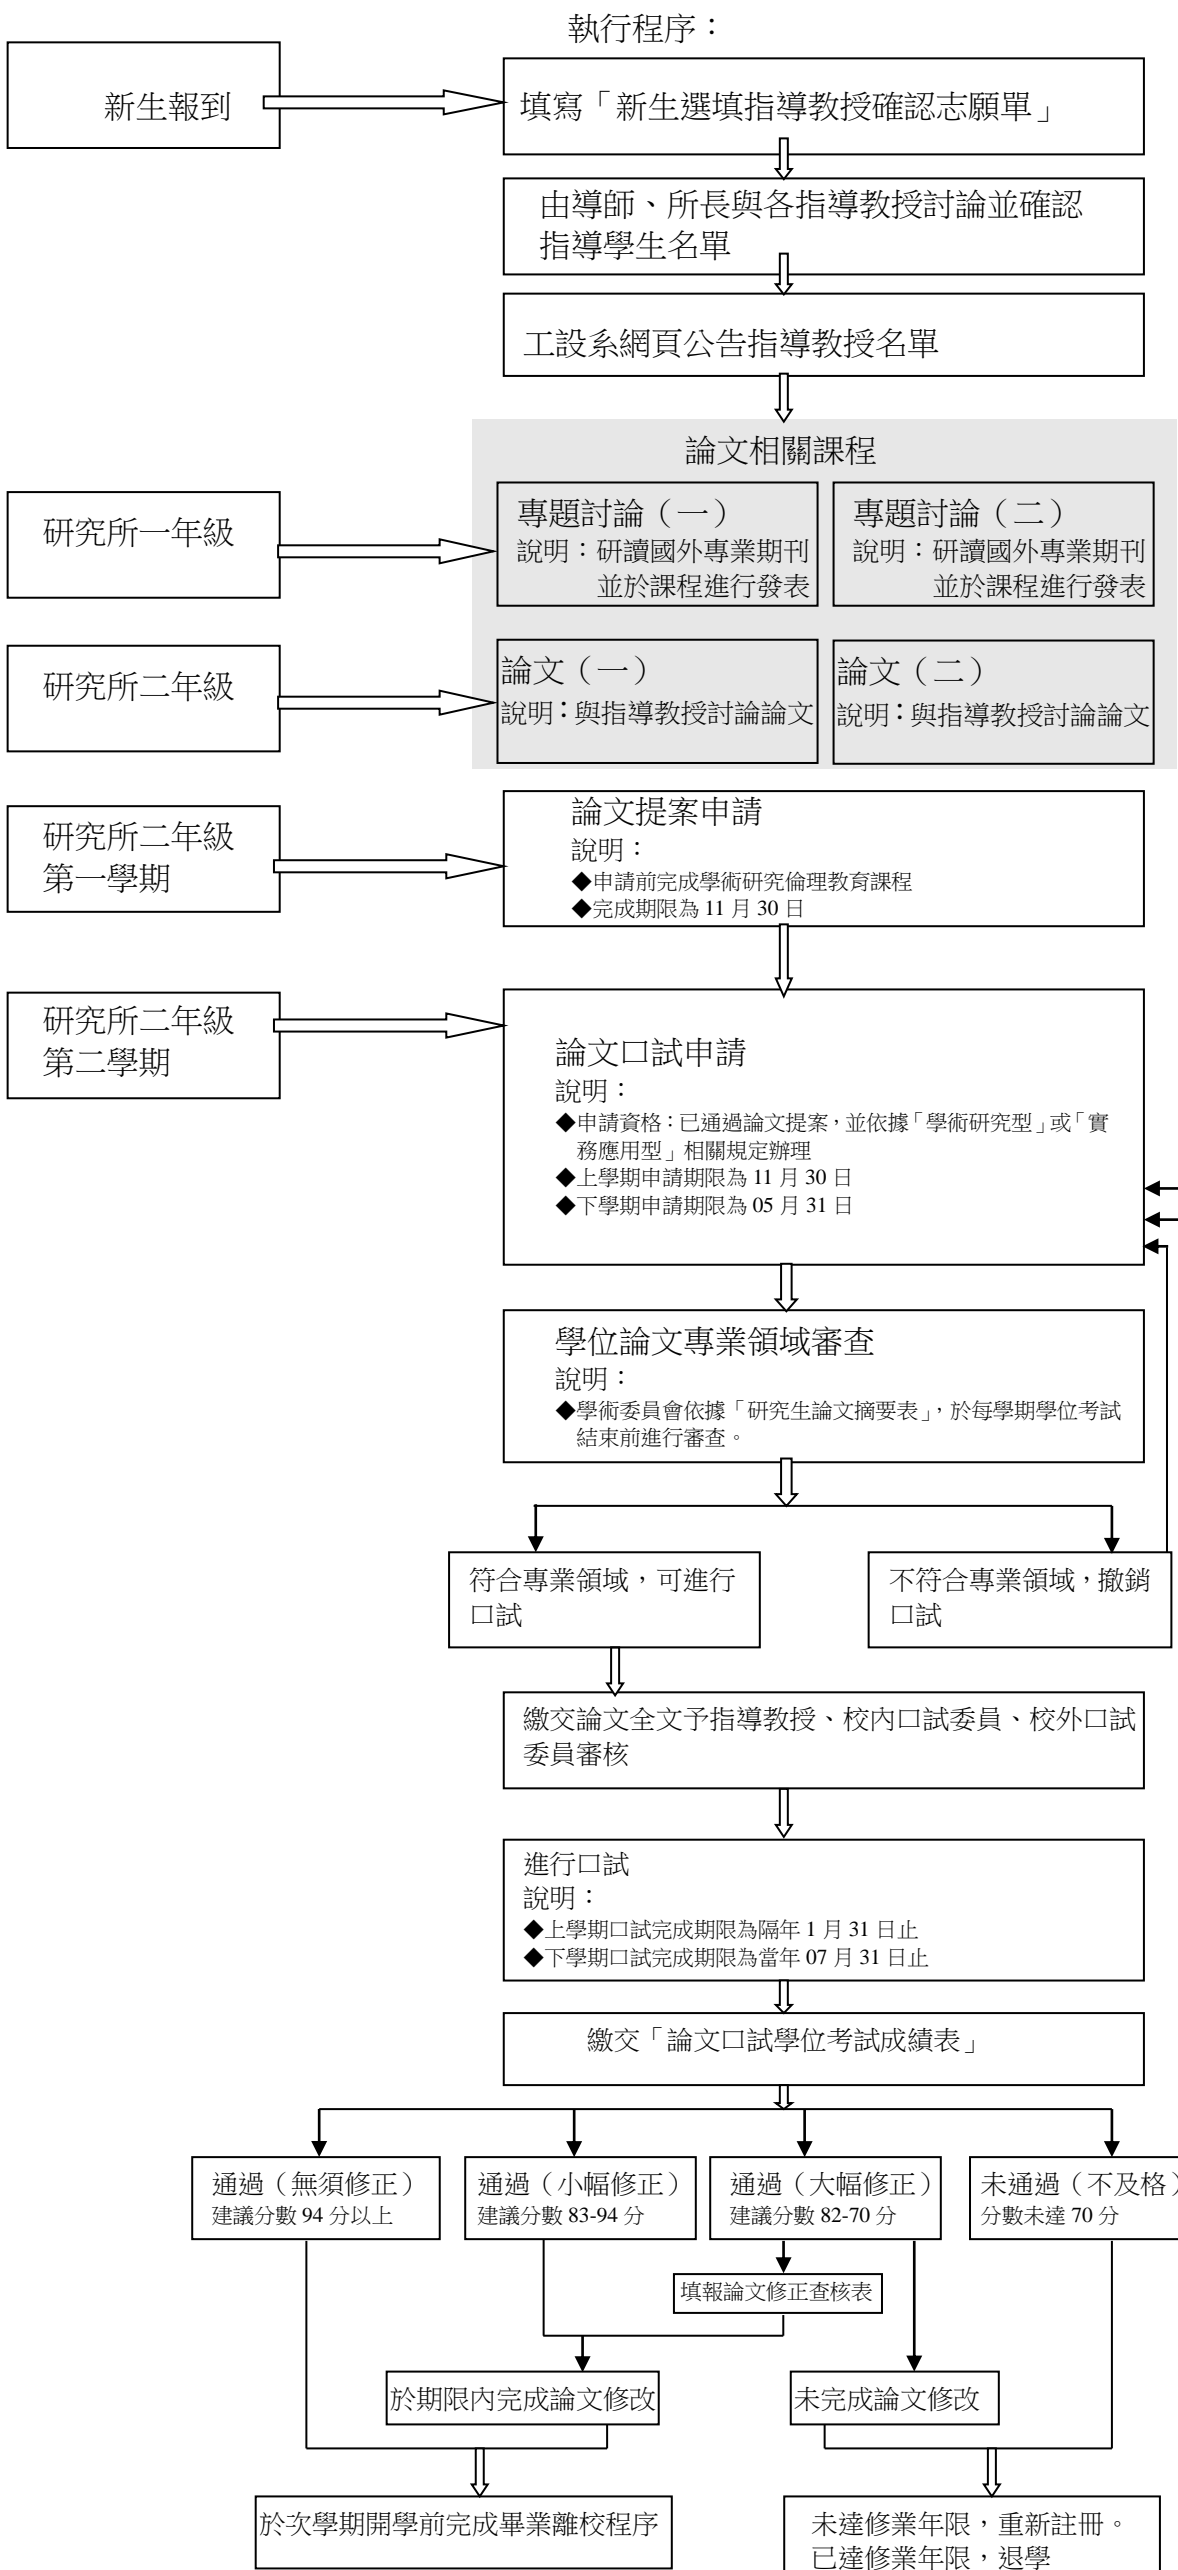 執行程序：
新生報到
填寫「新生選填指導教授確認志願單」
由導師、所長與各指導教授討論並確認
指導學生名單
工設系網頁公告指導教授名單
論文相關課程
研究所一年級
專題討論（一）
說明：研讀國外專業期刊
並於課程進行發表
專題討論（二）
說明：研讀國外專業期刊
並於課程進行發表
研究所二年級
論文（一）
說明：與指導教授討論論文
論文（二）
說明：與指導教授討論論文
研究所二年級
第一學期
論文提案申請
說明：
◆申請前完成學術研究倫理教育課程
◆完成期限為 11 月 30 日
研究所二年級
第二學期
論文口試申請
說明：
◆申請資格：已通過論文提案，並依據「學術研究型」或「實
務應用型」相關規定辦理
◆上學期申請期限為 11 月 30 日
◆下學期申請期限為 05 月 31 日
學位論文專業領域審查
說明：
◆學術委員會依據「研究生論文摘要表」，於每學期學位考試
結束前進行審查。
符合專業領域，可進行
口試
不符合專業領域，撤銷
口試
繳交論文全文予指導教授、校內口試委員、校外口試
委員審核
進行口試
說明：
◆上學期口試完成期限為隔年 1 月 31 日止
◆下學期口試完成期限為當年 07 月 31 日止
繳交「論文口試學位考試成績表」
通過（無須修正）
建議分數 94 分以上
通過（小幅修正）
建議分數 83-94 分
通過（大幅修正）
建議分數 82-70 分
未通過（不及格）
分數未達 70 分
填報論文修正查核表
於期限內完成論文修改
未完成論文修改
於次學期開學前完成畢業離校程序
未達修業年限，重新註冊。
已達修業年限，退學